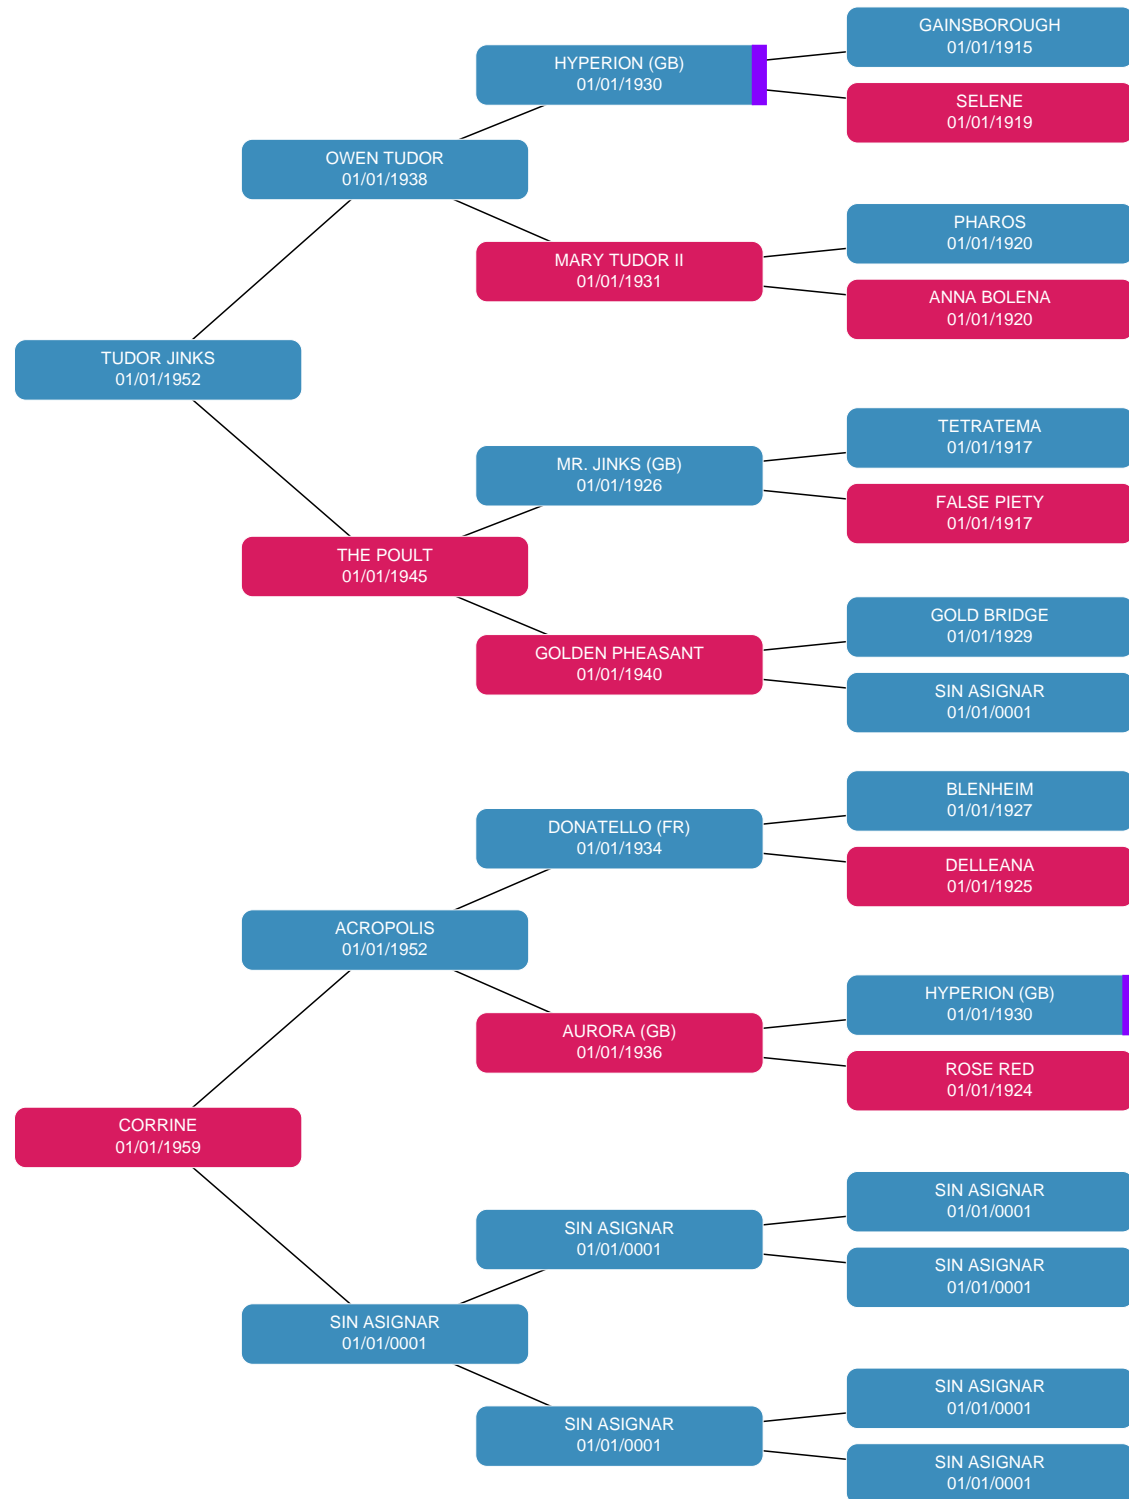 GAINSBOROUGH
01/01/1915
HYPERION (GB)
01/01/1930
SELENE
01/01/1919
OWEN TUDOR
01/01/1938
PHAROS
01/01/1920
MARY TUDOR II
01/01/1931
ANNA BOLENA
01/01/1920
TUDOR JINKS
01/01/1952
TETRATEMA
01/01/1917
MR. JINKS (GB)
01/01/1926
FALSE PIETY
01/01/1917
THE POULT
01/01/1945
GOLD BRIDGE
01/01/1929
GOLDEN PHEASANT
01/01/1940
SIN ASIGNAR
01/01/0001
BLENHEIM
01/01/1927
DONATELLO (FR)
01/01/1934
DELLEANA
01/01/1925
ACROPOLIS
01/01/1952
HYPERION (GB)
01/01/1930
AURORA (GB)
01/01/1936
ROSE RED
01/01/1924
CORRINE
01/01/1959
SIN ASIGNAR
01/01/0001
SIN ASIGNAR
01/01/0001
SIN ASIGNAR
01/01/0001
SIN ASIGNAR
01/01/0001
SIN ASIGNAR
01/01/0001
SIN ASIGNAR
01/01/0001
SIN ASIGNAR
01/01/0001